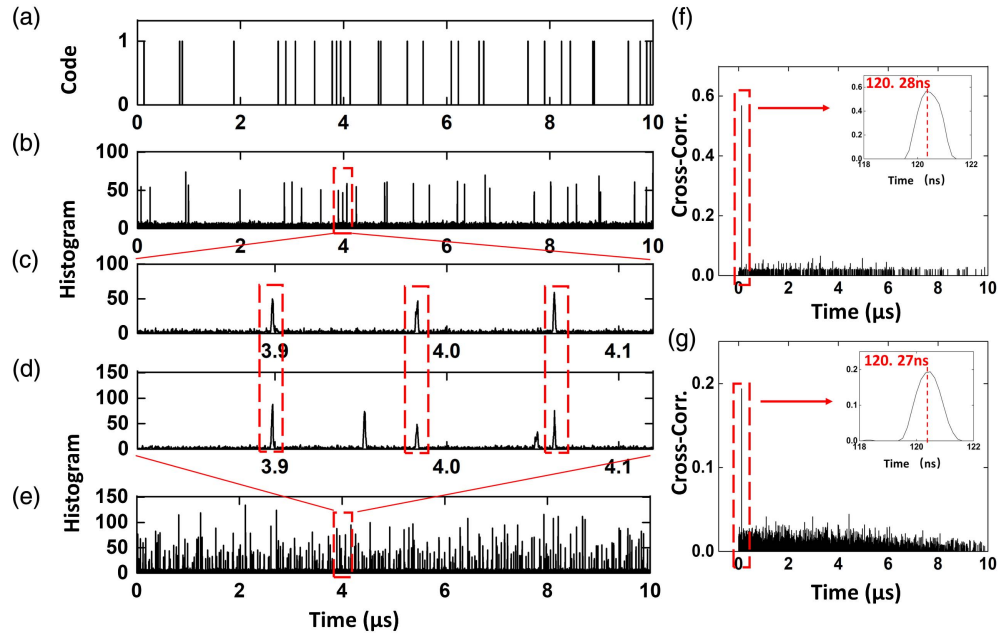 (a)
Code
1
0
0 2 4 6 8 10
(b)
Histogram
100
50
0
0 2 4 6 8 10
(c)
100
50
0
3.9 4.0 4.1
(d)
150
100
50
0
3.9 4.0 4.1
(e)
Histogram
150
100
50
0
0 2 4 6 8 10
Time (μs)
(f)
Cross-Corr.
0.6
0.4
0.2
0.0
0 2 4 6 8 10
Time (μs)
120. 28ns
0.6
0.4
0.2
0.0
118 120 122
Time (ns)
(g)
Cross-Corr.
0.2
0.1
0.0
0 2 4 6 8 10
Time (μs)
120. 27ns
0.2
0.1
0.0
118 120 122
Time (ns)